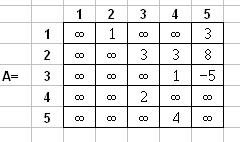 1 2 3 4 5
1 ∞ 1 ∞ ∞ 3
2 ∞ ∞ 3 3 8
A= 3 ∞ ∞ ∞ 1 -5
4 ∞ ∞ 2 ∞ ∞
5 ∞ ∞ ∞ 4 ∞